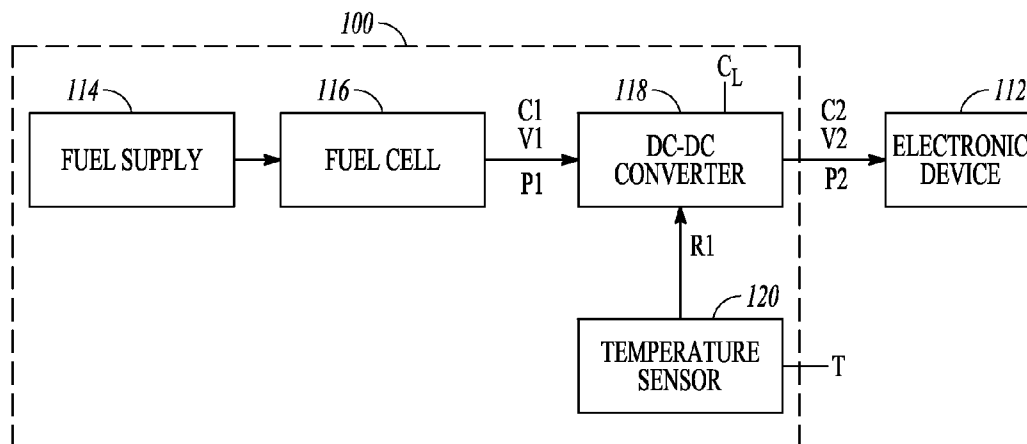 100
114
FUEL SUPPLY
116
FUEL CELL
C1
V1
P1
118
CL
DC-DC
CONVERTER
C2
V2
P2
112
ELECTRONIC
DEVICE
R1
120
TEMPERATURE
SENSOR
T